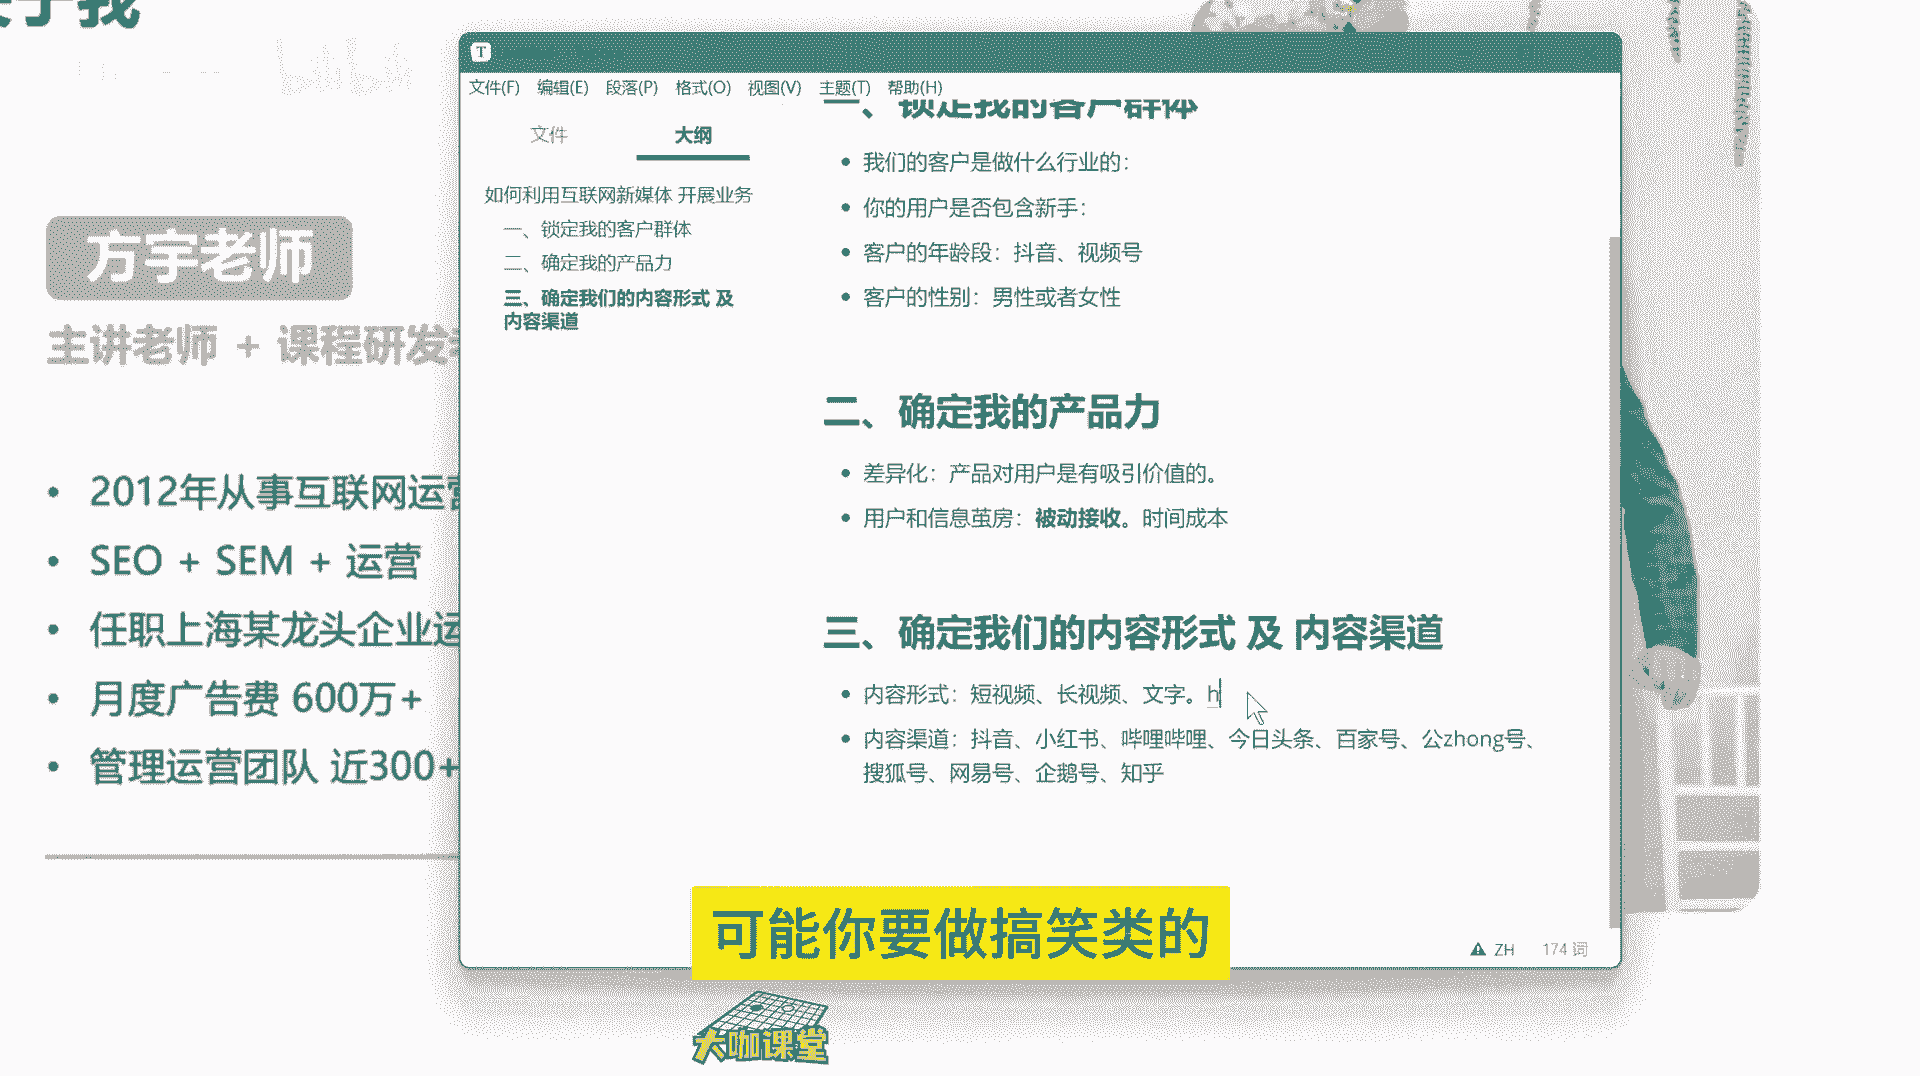 关于我
bilibili
方宇老师
主讲老师 + 课程研发
2012年从事互联网运营
SEO + SEM + 运营
任职上海某龙头企业运
月度广告费 600万+
管理运营团队 近300+
T
文件(F) 编辑(E) 段落(P) 格式(O) 视图(V) 主题(T) 帮助(H)
文件 大纲
如何利用互联网新媒体 开展业务
一、锁定我的客户群体
二、确定我的产品力
三、确定我们的内容形式 及
内容渠道
一、锁定我的客户群体
我们的客户是做什么行业的：
你的用户是否包含新手：
客户的年龄段：抖音、视频号
客户的性别：男性或者女性
二、确定我的产品力
差异化：产品对用户是有吸引价值的。
用户和信息茧房：被动接收。时间成本
三、确定我们的内容形式 及 内容渠道
内容形式：短视频、长视频、文字。h
内容渠道：抖音、小红书、哔哩哔哩、今日头条、百家号、公zhong号、
搜狐号、网易号、企鹅号、知乎
ZH 174 词
可能你要做搞笑类的
大咖课堂